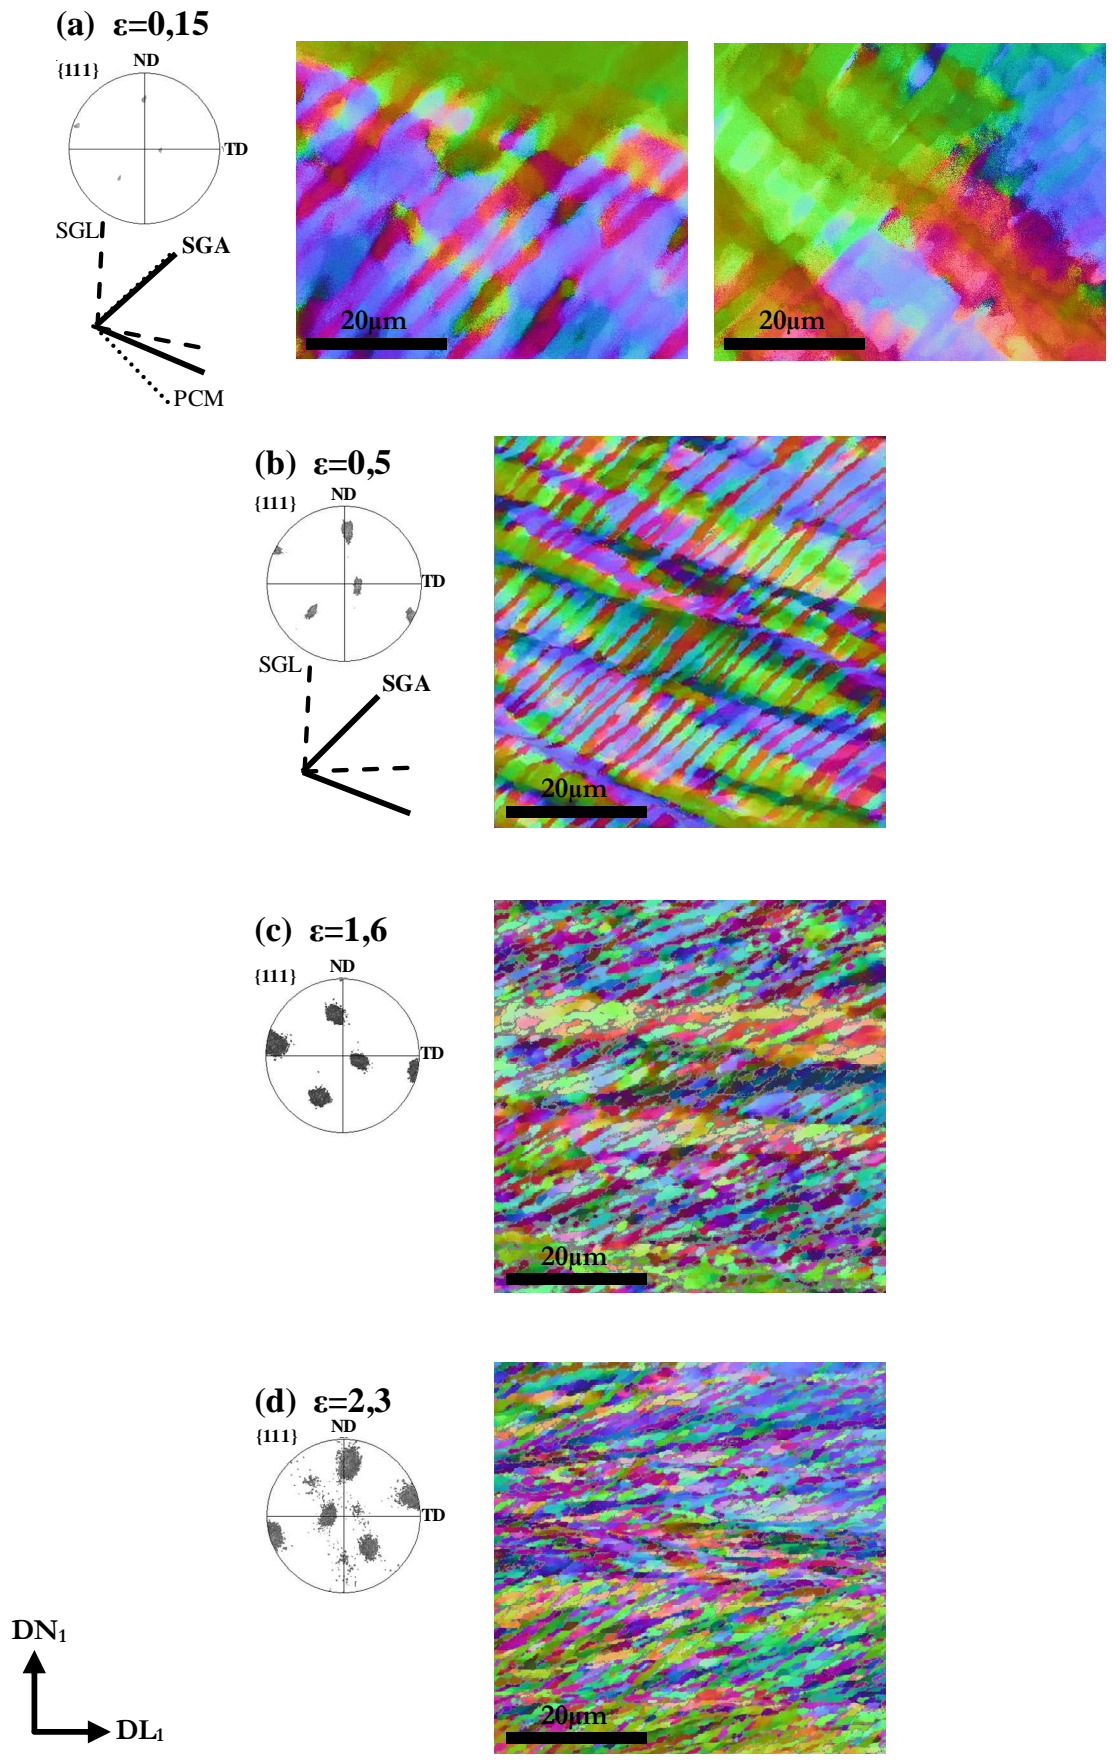 (a) ε=0,15
ND
{111}
TD
SGL
SGA
PCM
20µm
20µm
(b) ε=0,5
ND
{111}
TD
SGL
SGA
20µm
(c) ε=1,6
ND
{111}
TD
20µm
(d) ε=2,3
ND
{111}
TD
20µm
DN₁
DL₁